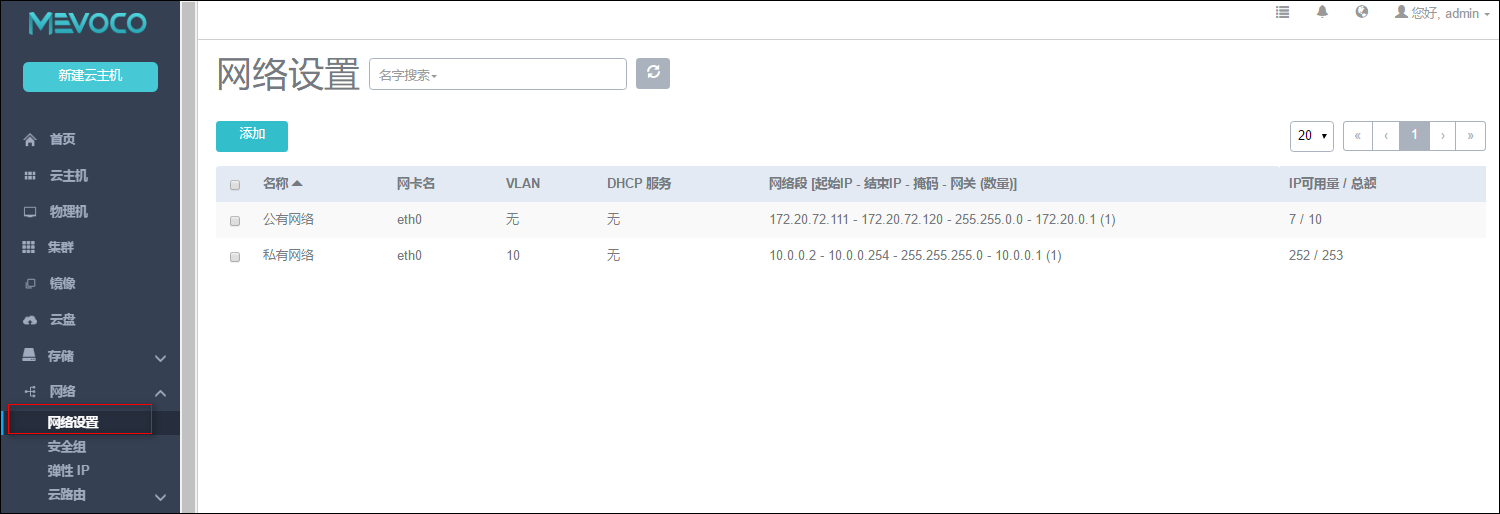 MEVOCO
新建云主机
首页
云主机
物理机
集群
镜像
云盘
存储
网络
网络设置
安全组
弹性 IP
云路由
您好, admin
网络设置
名字搜索
添加
20
« ‹ 1 › »
名称 网卡名 VLAN DHCP 服务 网络段 [起始IP - 结束IP - 掩码 - 网关 (数量)] IP可用量 / 总额
公有网络 eth0 无 无 172.20.72.111 - 172.20.72.120 - 255.255.0.0 - 172.20.0.1 (1) 7 / 10
私有网络 eth0 10 无 10.0.0.2 - 10.0.0.254 - 255.255.255.0 - 10.0.0.1 (1) 252 / 253